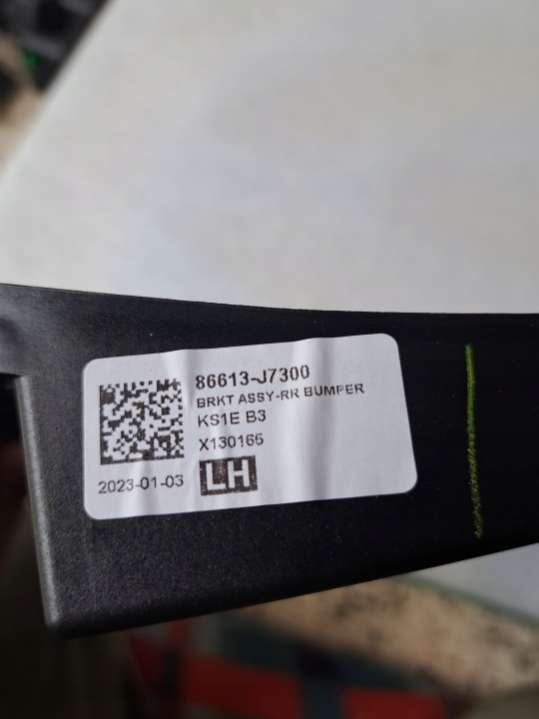 86613-J7300
BRKT ASSY-RR BUMPER
KS1E B3
X130165
2023-01-03 LH